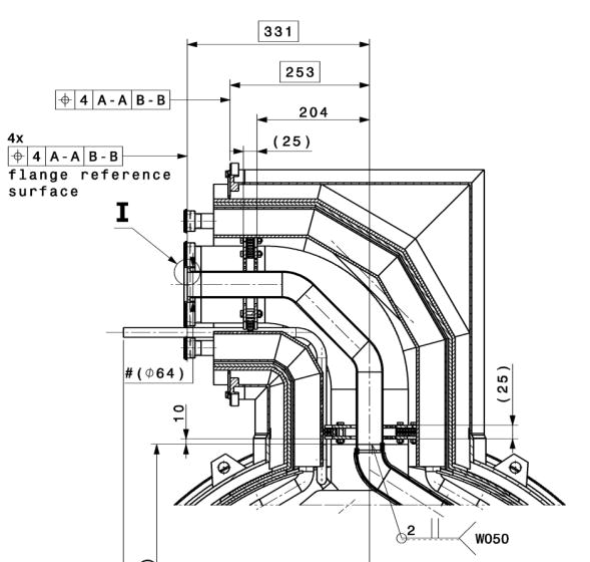 331
253
⌖ 4 A-A B-B
204
4x
(25)
⌖ 4 A-A B-B
flange reference
surface
I
#(Φ64)
(25)
10
2
W050